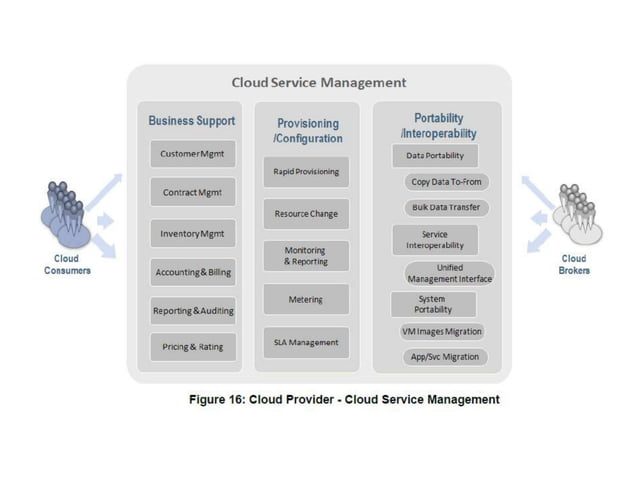 Cloud Service Management
Business Support
Customer Mgmt
Contract Mgmt
Inventory Mgmt
Accounting & Billing
Reporting & Auditing
Pricing & Rating
Provisioning
/Configuration
Rapid Provisioning
Resource Change
Monitoring
& Reporting
Metering
SLA Management
Portability
/Interoperability
Data Portability
Copy Data To-From
Bulk Data Transfer
Service
Interoperability
Unified
Management Interface
System
Portability
VM Images Migration
App/Svc Migration
Cloud
Consumers
Cloud
Brokers
Figure 16: Cloud Provider - Cloud Service Management